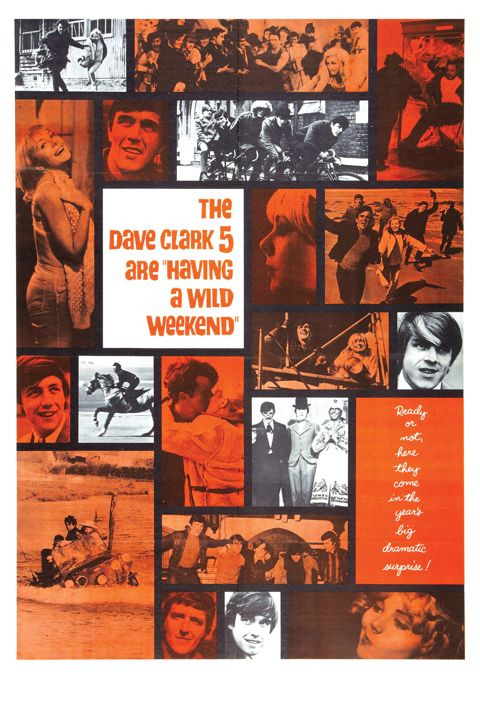 THE
DAVE CLARK 5
ARE "HAVING
A WILD
WEEKEND"
Ready
or
not,
here
they
come
in the
year's
big
dramatic
surprise!